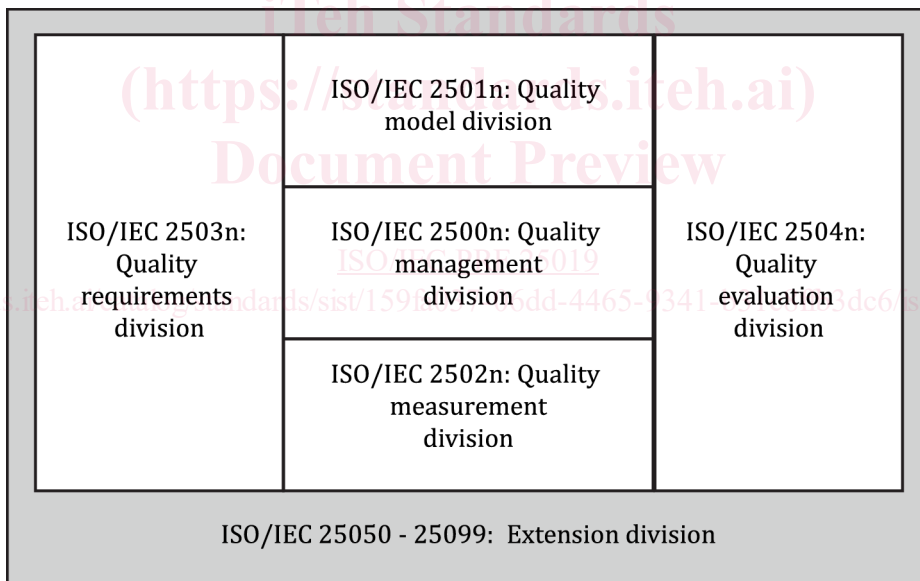 iTeh Standards
(https://standards.iteh.ai)
Document Preview
ISO/IEC 2503n:
Quality
requirements
division
ISO/IEC 2501n: Quality
model division
ISO/IEC 2500n: Quality
management
division
ISO/IEC 2502n: Quality
measurement
division
ISO/IEC 2504n:
Quality
evaluation
division
ISO/IEC 25050 - 25099: Extension division